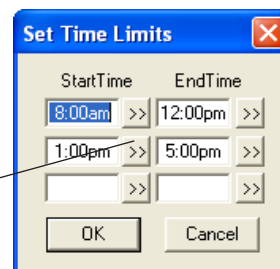 Set Time Limits
StartTime EndTime
8:00am >> 12:00pm >>
1:00pm >> 5:00pm >>
>> >>
OK Cancel